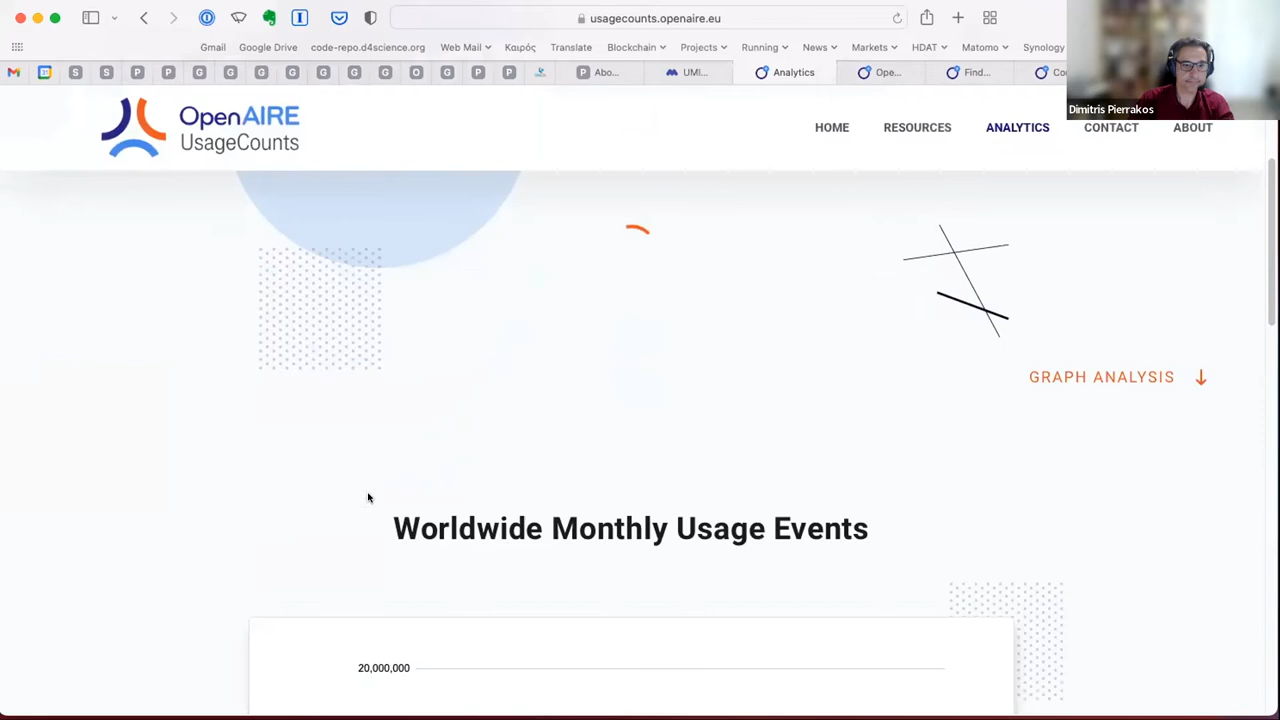 usagecounts.openaire.eu
Gmail Google Drive code-repo.d4science.org Web Mail Καιρός Translate Blockchain Projects Running News Markets HDAT Matomo Synology
S S P P G G G G G G G O G P P Abo... UMI... Analytics Ope... Find... Co
Dimitris Pierrakos
OpenAIRE
UsageCounts
HOME RESOURCES ANALYTICS CONTACT ABOUT
GRAPH ANALYSIS
Worldwide Monthly Usage Events
20,000,000